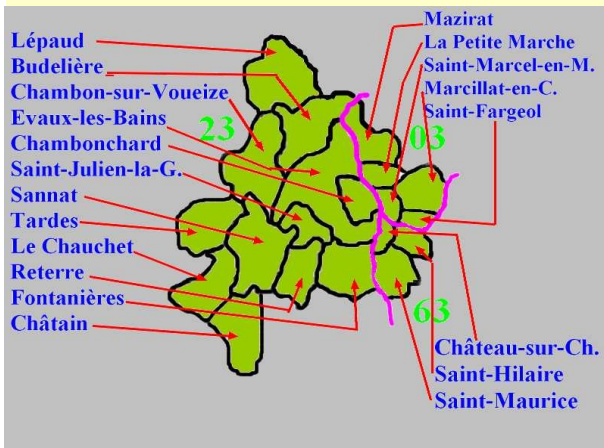 Lépaud
Budelière
Chambon-sur-Voueize
Evaux-les-Bains
Chambonchard
Saint-Julien-la-G.
Sannat
Tardes
Le Chauchet
Reterre
Fontanières
Châtain
23
Mazirat
La Petite Marche
Saint-Marcel-en-M.
Marcillat-en-C.
Saint-Fargeol
03
63
Château-sur-Ch.
Saint-Hilaire
Saint-Maurice